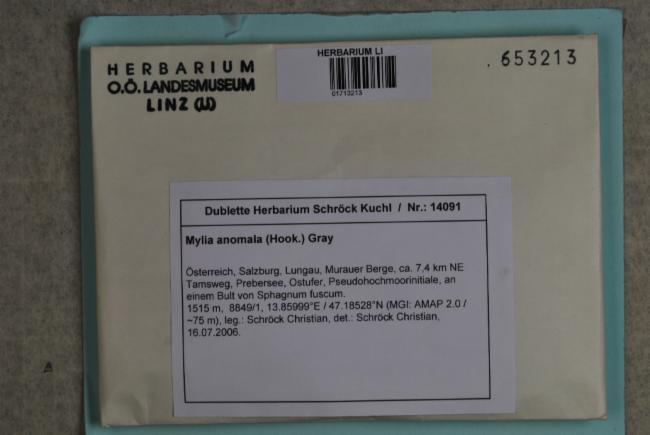 HERBARIUM
O.Ö. LANDESMUSEUM
LINZ (LI)
HERBARIUM LI
01713213
. 653213
Dublette Herbarium Schröck Kuchl / Nr.: 14091
Mylia anomala (Hook.) Gray
Österreich, Salzburg, Lungau, Murauer Berge, ca. 7,4 km NE
Tamsweg, Prebersee, Ostufer, Pseudohochmoorinitiale, an
einem Bult von Sphagnum fuscum.
1515 m, 8849/1, 13.85999°E / 47.18528°N (MGI: AMAP 2.0 /
~75 m), leg.: Schröck Christian, det.: Schröck Christian,
16.07.2006.